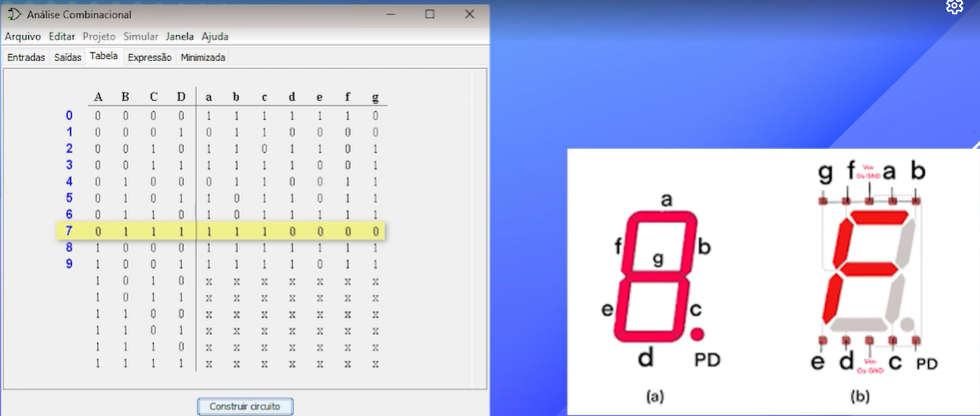 Análise Combinacional
Arquivo Editar Projeto Simular Janela Ajuda
Entradas Saídas Tabela Expressão Minimizada
A B C D a b c d e f g
0 0 0 0 0 1 1 1 1 1 1 0
1 0 0 0 1 0 1 1 0 0 0 0
2 0 0 1 0 1 1 0 1 1 0 1
3 0 0 1 1 1 1 1 1 0 0 1
4 0 1 0 0 0 1 1 0 0 1 1
5 0 1 0 1 1 0 1 1 0 1 1
6 0 1 1 0 1 0 1 1 1 1 1
7 0 1 1 1 1 1 1 0 0 0 0
8 1 0 0 0 1 1 1 1 1 1 1
9 1 0 0 1 1 1 1 1 0 1 1
1 0 1 0 x x x x x x x
1 0 1 1 x x x x x x x
1 1 0 0 x x x x x x x
1 1 0 1 x x x x x x x
1 1 1 0 x x x x x x x
1 1 1 1 x x x x x x x
Construir circuito
a
f b
g
e c
d PD
(a)
g f Vcc Ou GND a b
e d Vcc Ou GND c PD
(b)